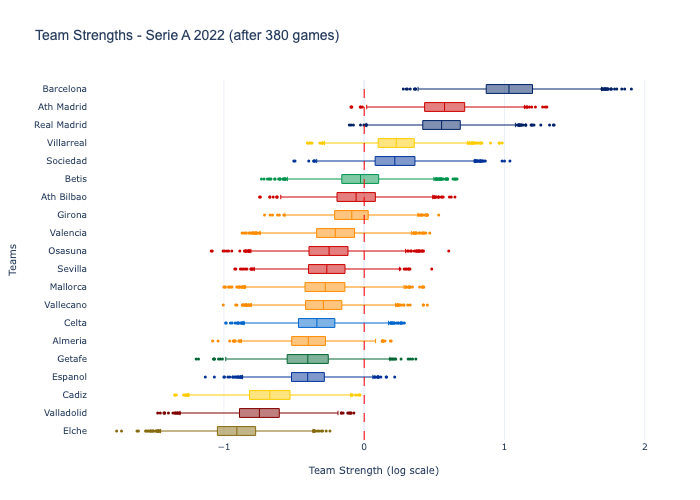 Team Strengths - Serie A 2022 (after 380 games)
Barcelona
Ath Madrid
Real Madrid
Villarreal
Sociedad
Betis
Ath Bilbao
Girona
Valencia
Osasuna
Sevilla
Mallorca
Vallecano
Celta
Almeria
Getafe
Espanol
Cadiz
Valladolid
Elche
Teams
−1
0
1
2
Team Strength (log scale)